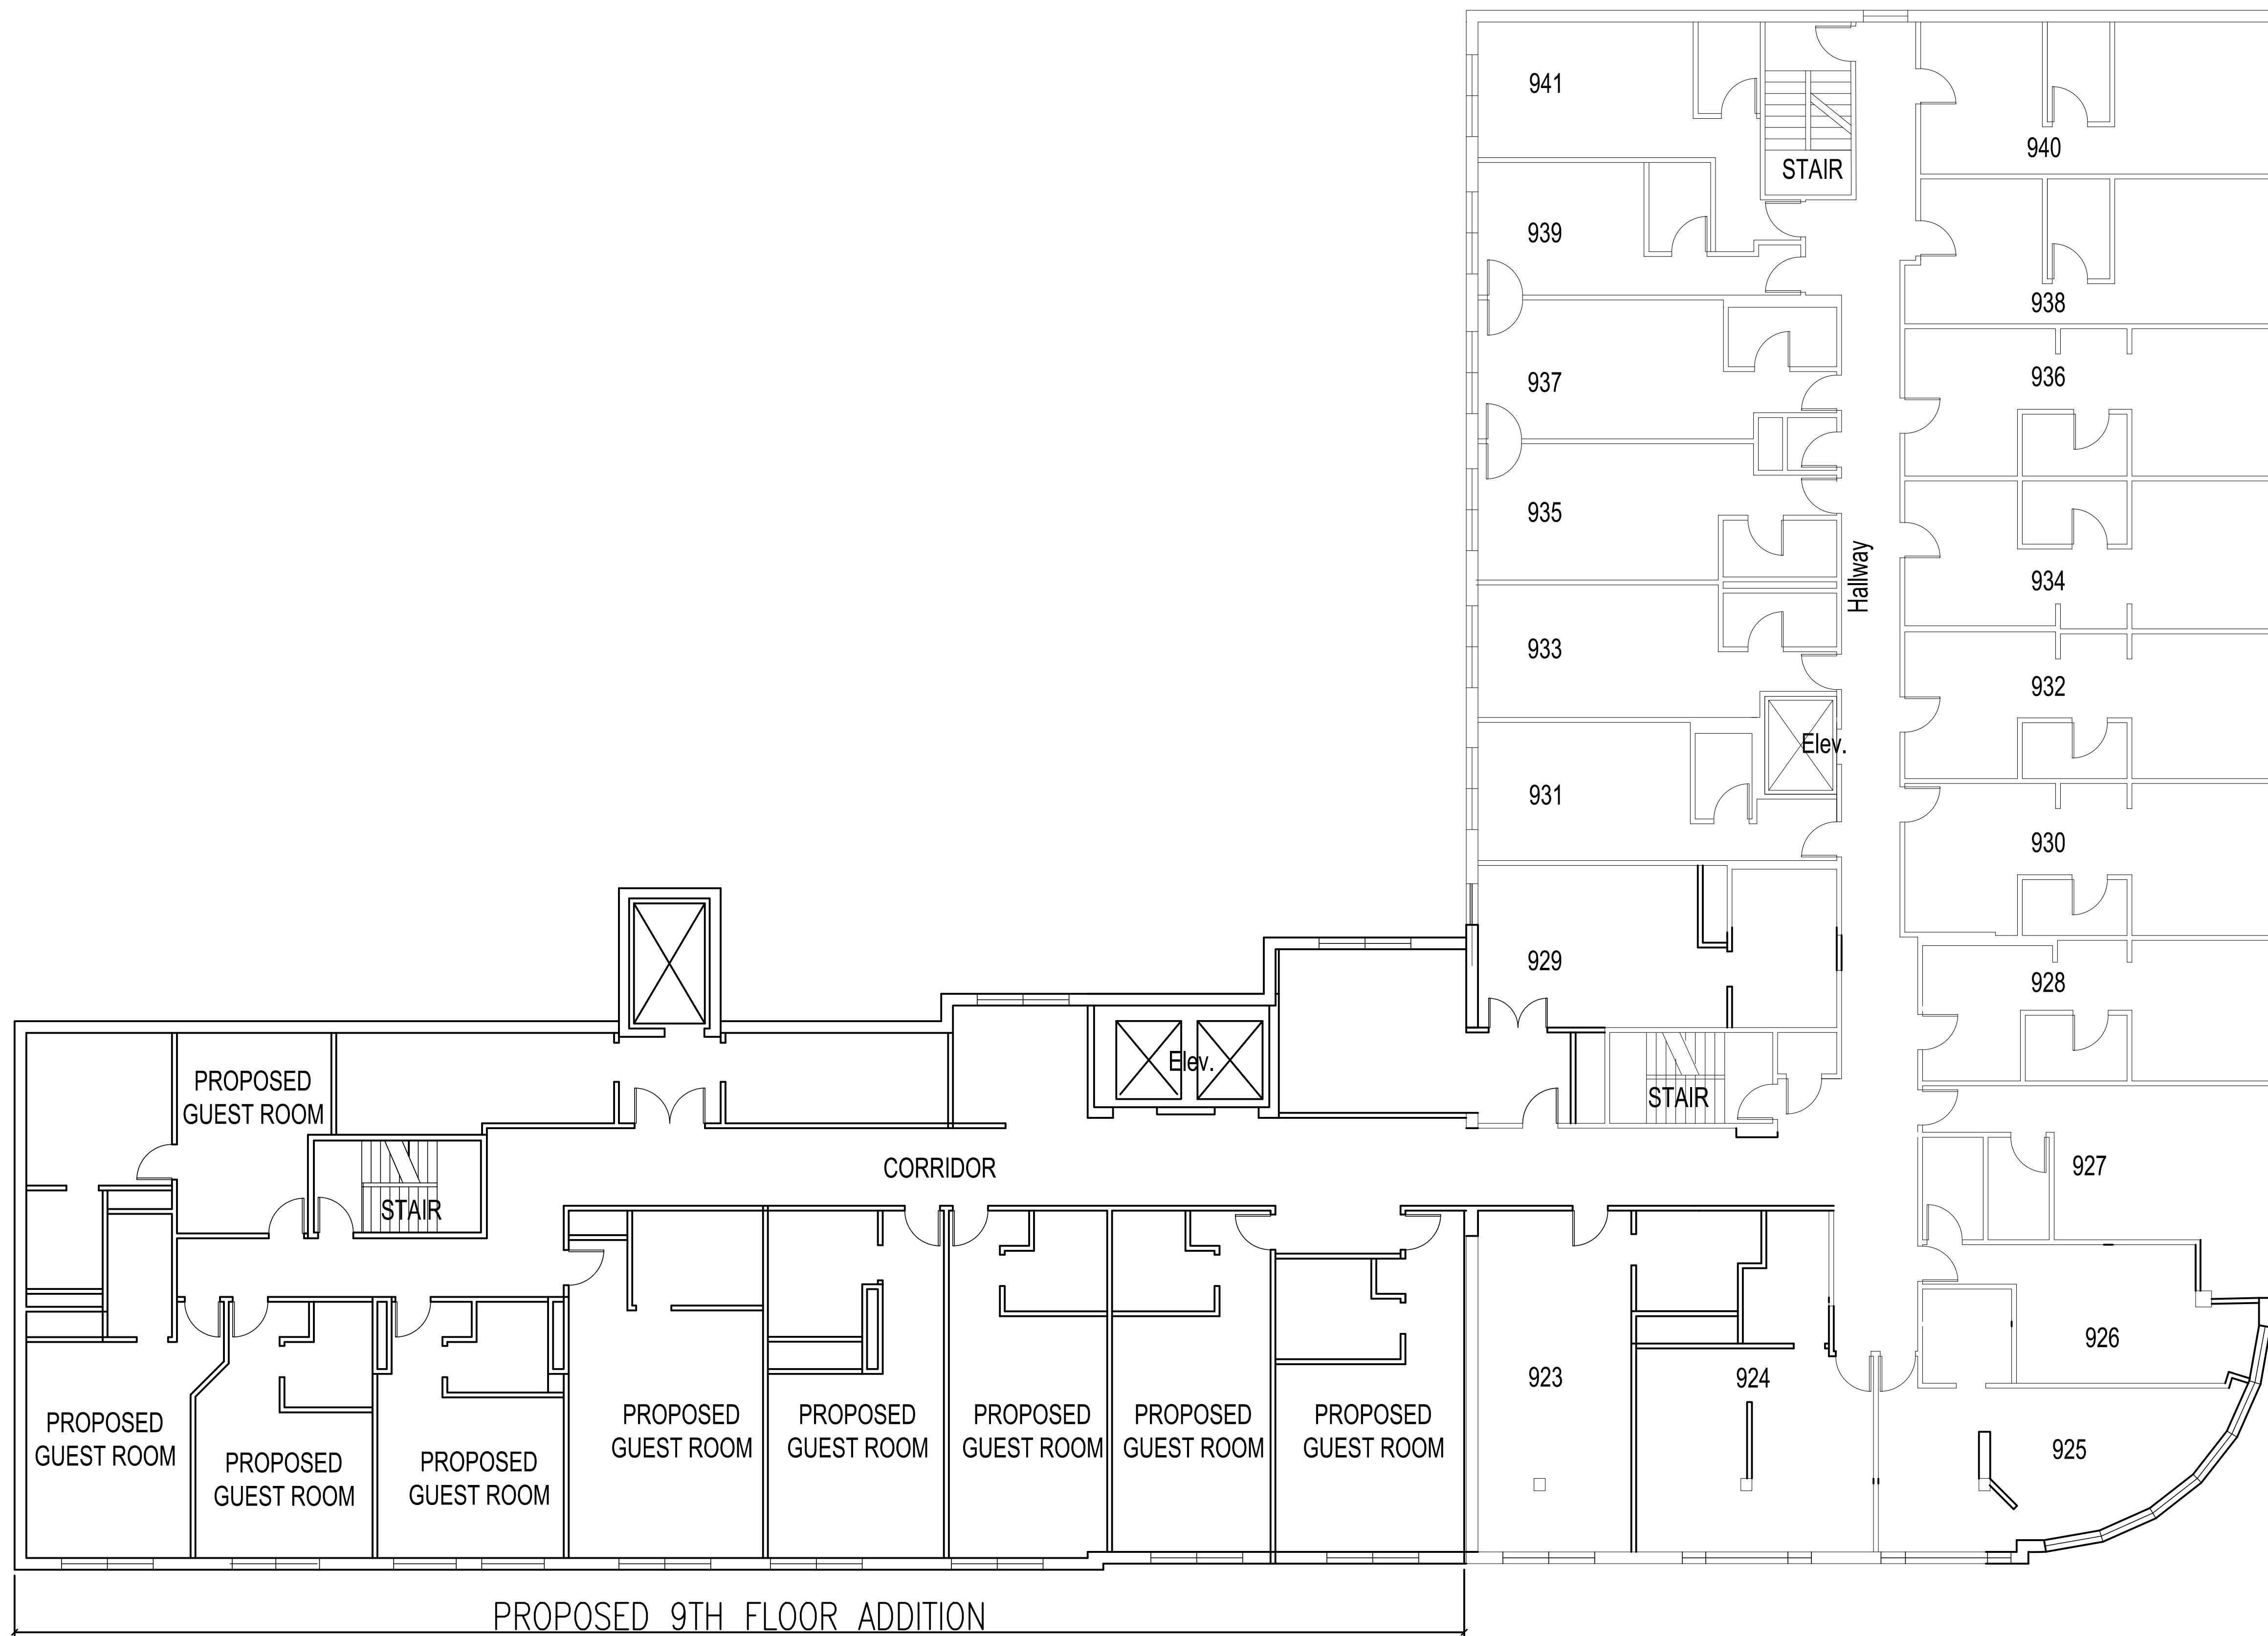 941
940
STAIR
939
938
937
936
935
934
Hallway
933
932
Elev.
931
930
929
928
PROPOSED
GUEST ROOM
Elev.
STAIR
CORRIDOR
927
STAIR
926
923
924
925
PROPOSED
GUEST ROOM
PROPOSED
GUEST ROOM
PROPOSED
GUEST ROOM
PROPOSED
GUEST ROOM
PROPOSED
GUEST ROOM
PROPOSED
GUEST ROOM
PROPOSED
GUEST ROOM
PROPOSED
GUEST ROOM
PROPOSED 9TH FLOOR ADDITION